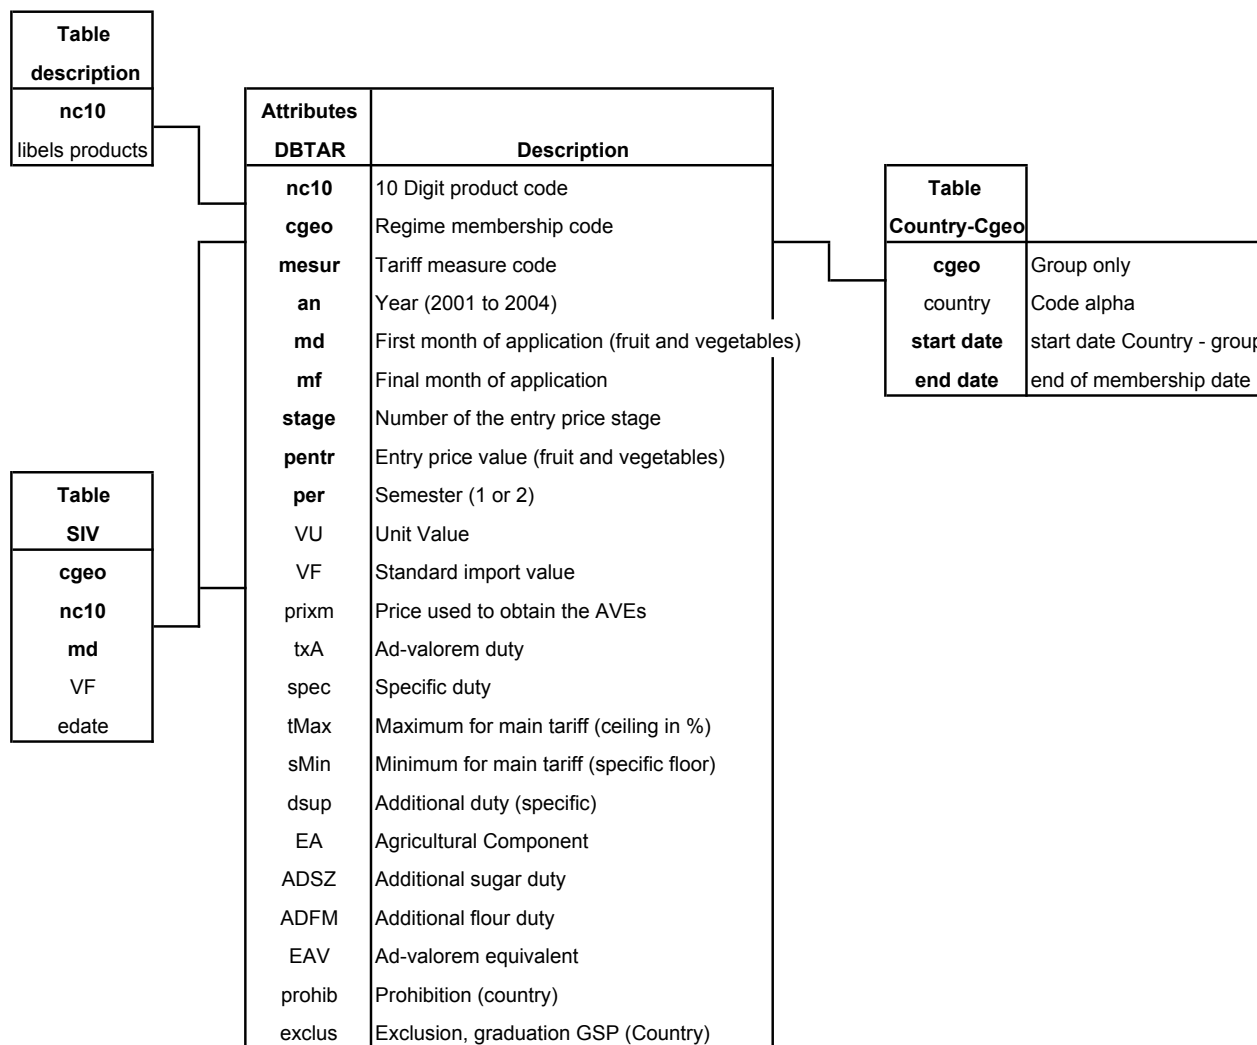 Table
description
nc10
libels products
Attributes
DBTAR Description
nc10 10 Digit product code
cgeo Regime membership code
mesur Tariff measure code
an Year (2001 to 2004)
md First month of application (fruit and vegetables)
mf Final month of application
stage Number of the entry price stage
pentr Entry price value (fruit and vegetables)
per Semester (1 or 2)
VU Unit Value
VF Standard import value
prixm Price used to obtain the AVEs
txA Ad-valorem duty
spec Specific duty
tMax Maximum for main tariff (ceiling in %)
sMin Minimum for main tariff (specific floor)
dsup Additional duty (specific)
EA Agricultural Component
ADSZ Additional sugar duty
ADFM Additional flour duty
EAV Ad-valorem equivalent
prohib Prohibition (country)
exclus Exclusion, graduation GSP (Country)
Table
Country-Cgeo
cgeo Group only
country Code alpha
start date start date Country - group
end date end of membership date
Table
SIV
cgeo
nc10
md
VF
edate